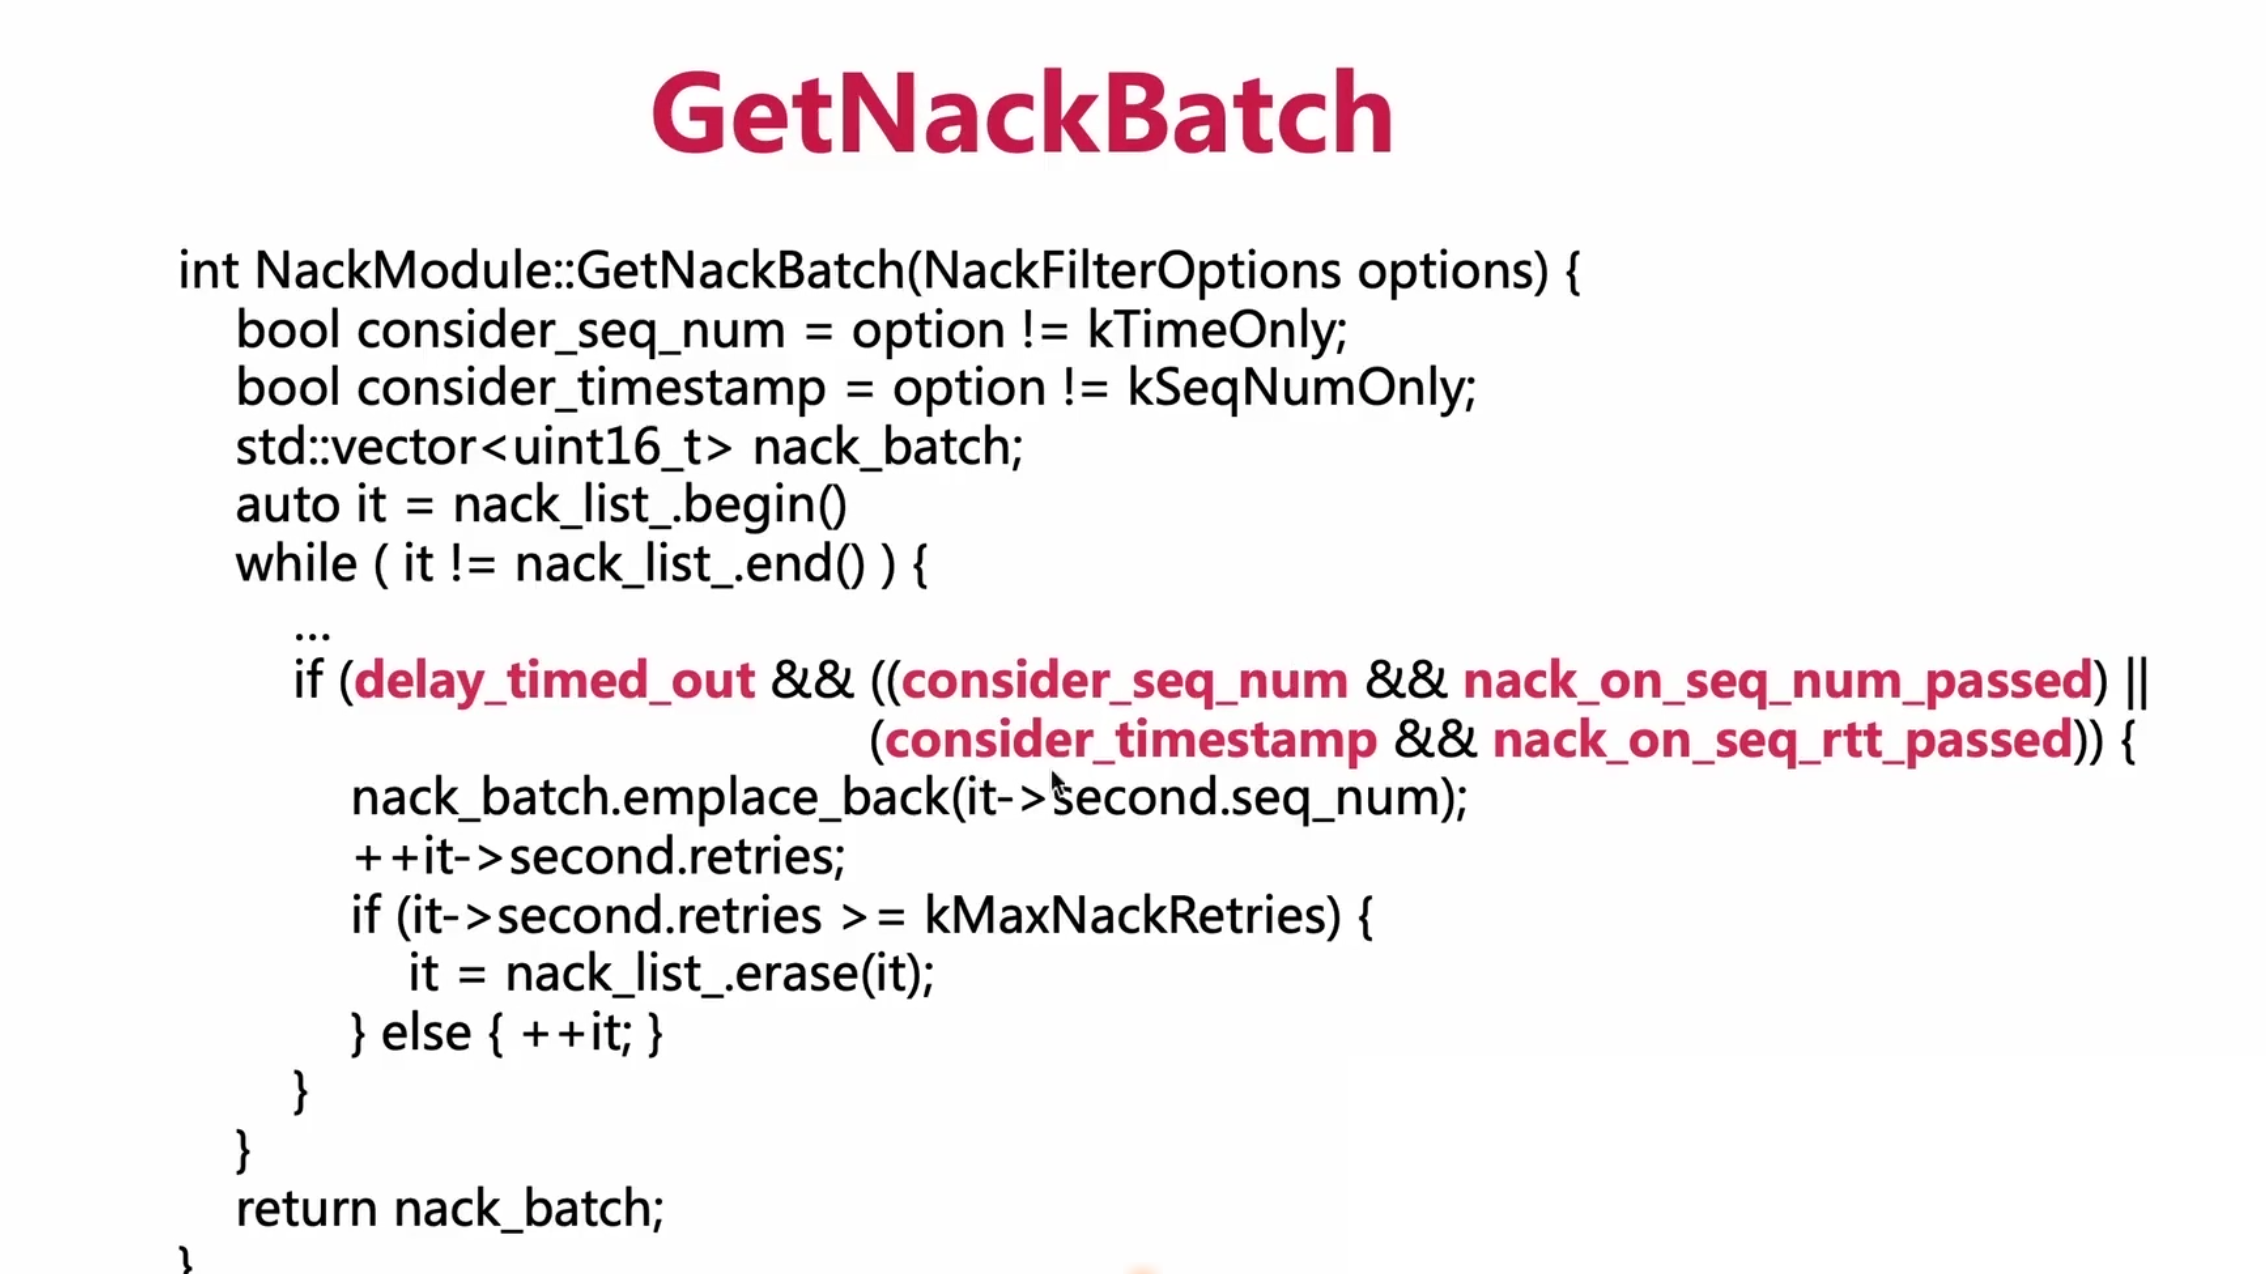 GetNackBatch
int NackModule::GetNackBatch(NackFilterOptions options) {
bool consider_seq_num = option != kTimeOnly;
bool consider_timestamp = option != kSeqNumOnly;
std::vector<uint16_t> nack_batch;
auto it = nack_list_.begin()
while ( it != nack_list_.end() ) {
...
if (delay_timed_out && ((consider_seq_num && nack_on_seq_num_passed) ||
(consider_timestamp && nack_on_seq_rtt_passed)) {
nack_batch.emplace_back(it->second.seq_num);
++it->second.retries;
if (it->second.retries >= kMaxNackRetries) {
it = nack_list_.erase(it);
} else { ++it; }
}
}
return nack_batch;
}